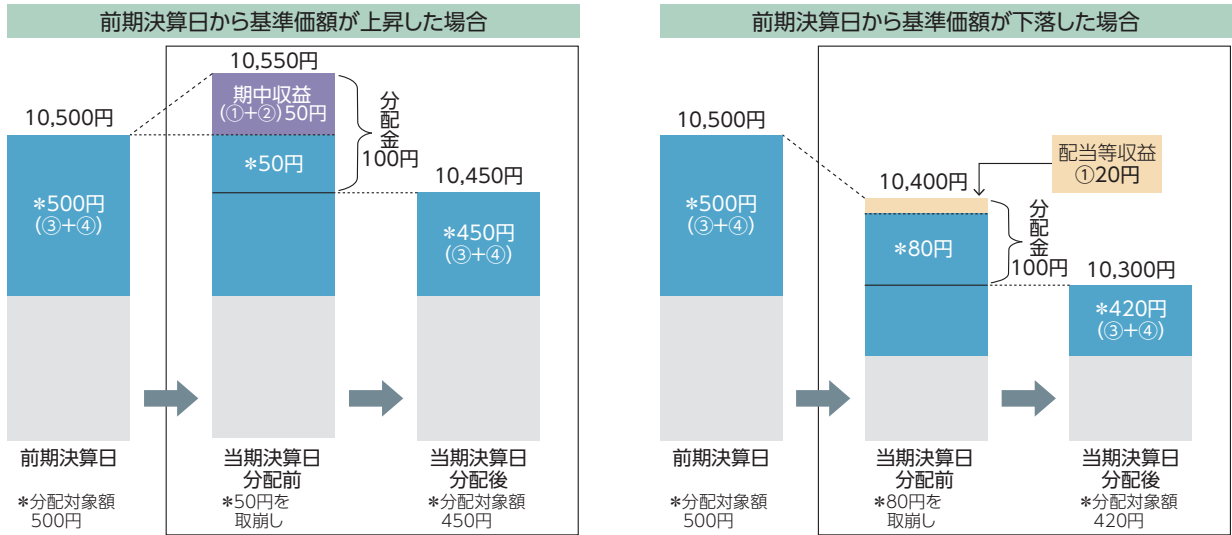 前期決算日から基準価額が上昇した場合
10,550円
期中収益
(①+②)50円
10,500円
分配金
100円
*50円
10,450円
*500円
(③+④)
*450円
(③+④)
前期決算日
当期決算日
分配前
当期決算日
分配後
*分配対象額
500円
*50円を
取崩し
*分配対象額
450円
前期決算日から基準価額が下落した場合
10,500円
配当等収益
①20円
10,400円
*500円
(③+④)
分配金
100円
*80円
10,300円
*420円
(③+④)
前期決算日
当期決算日
分配前
当期決算日
分配後
*分配対象額
500円
*80円を
取崩し
*分配対象額
420円